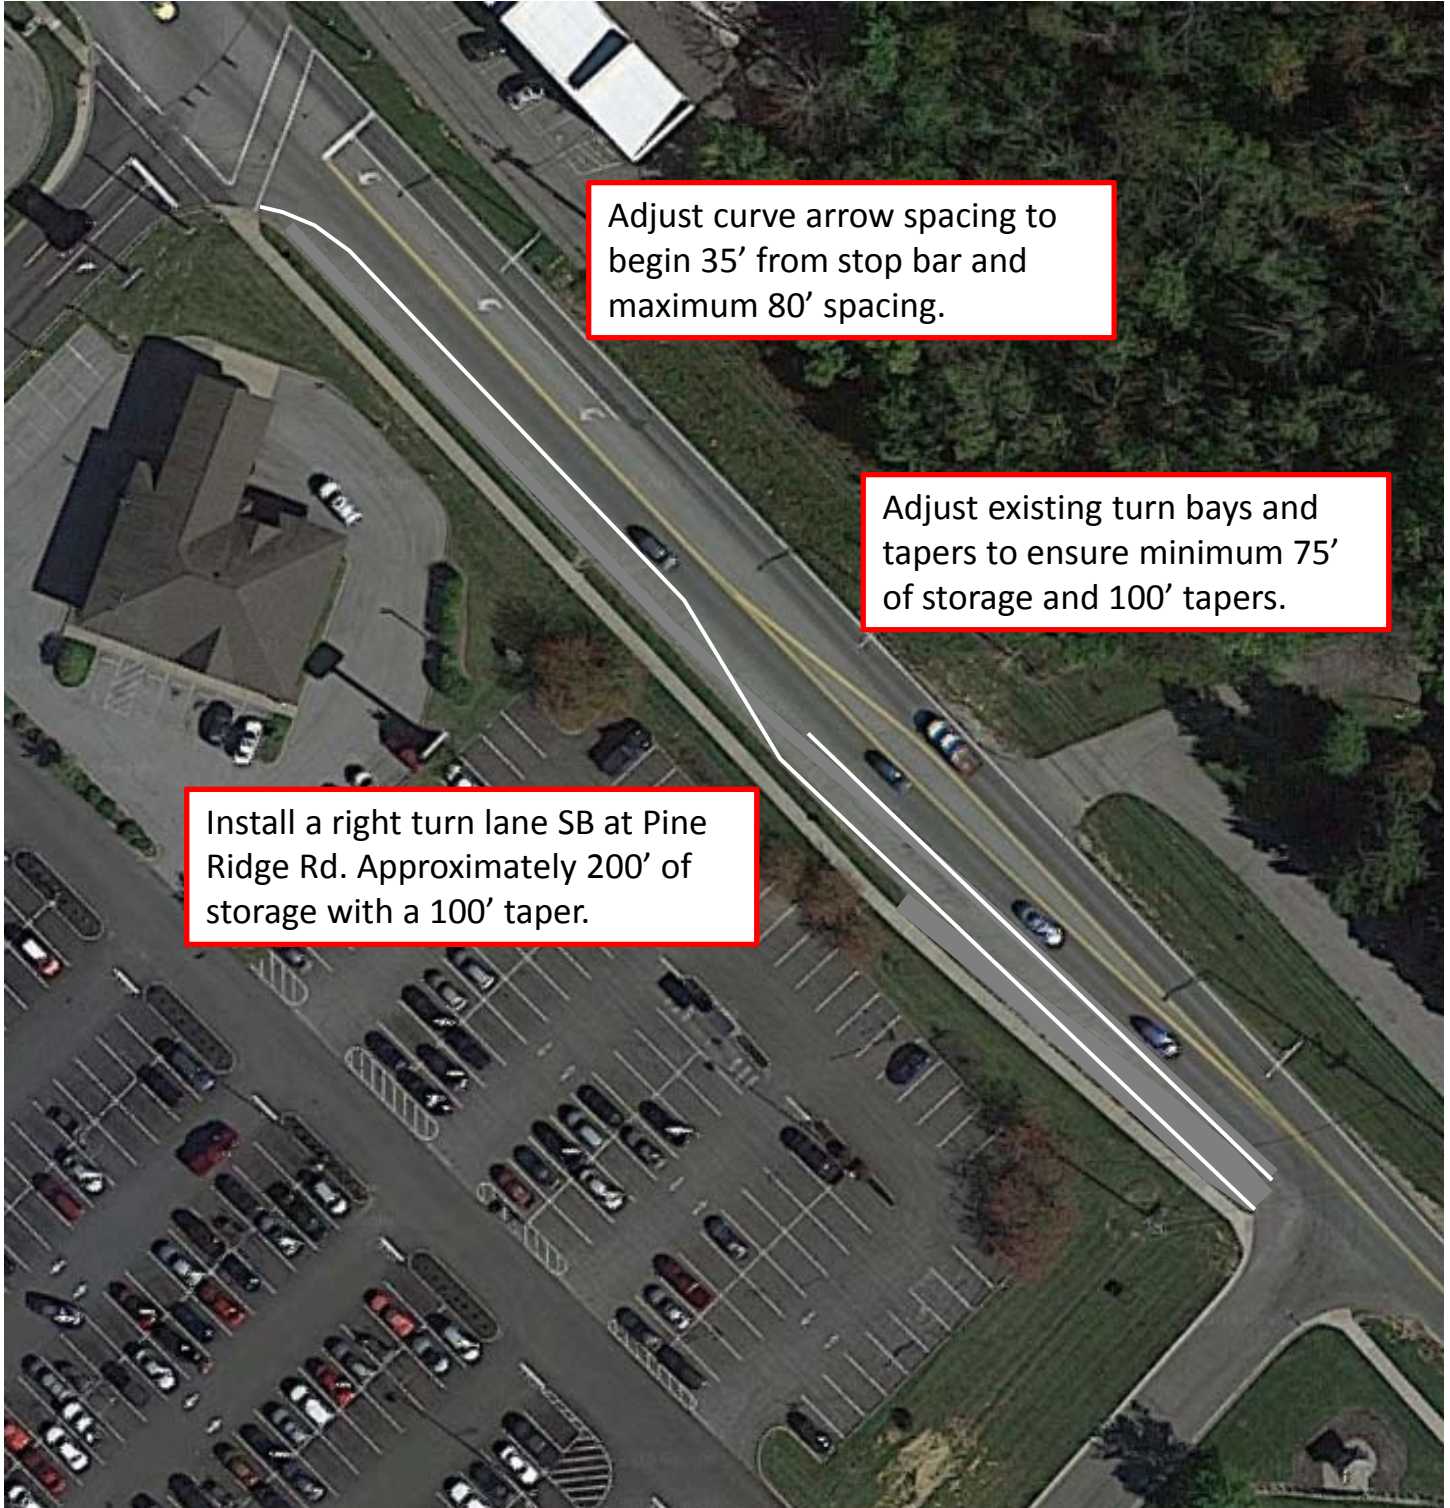 Adjust curve arrow spacing to
begin 35’ from stop bar and
maximum 80’ spacing.
Adjust existing turn bays and
tapers to ensure minimum 75’
of storage and 100’ tapers.
Install a right turn lane SB at Pine
Ridge Rd. Approximately 200’ of
storage with a 100’ taper.